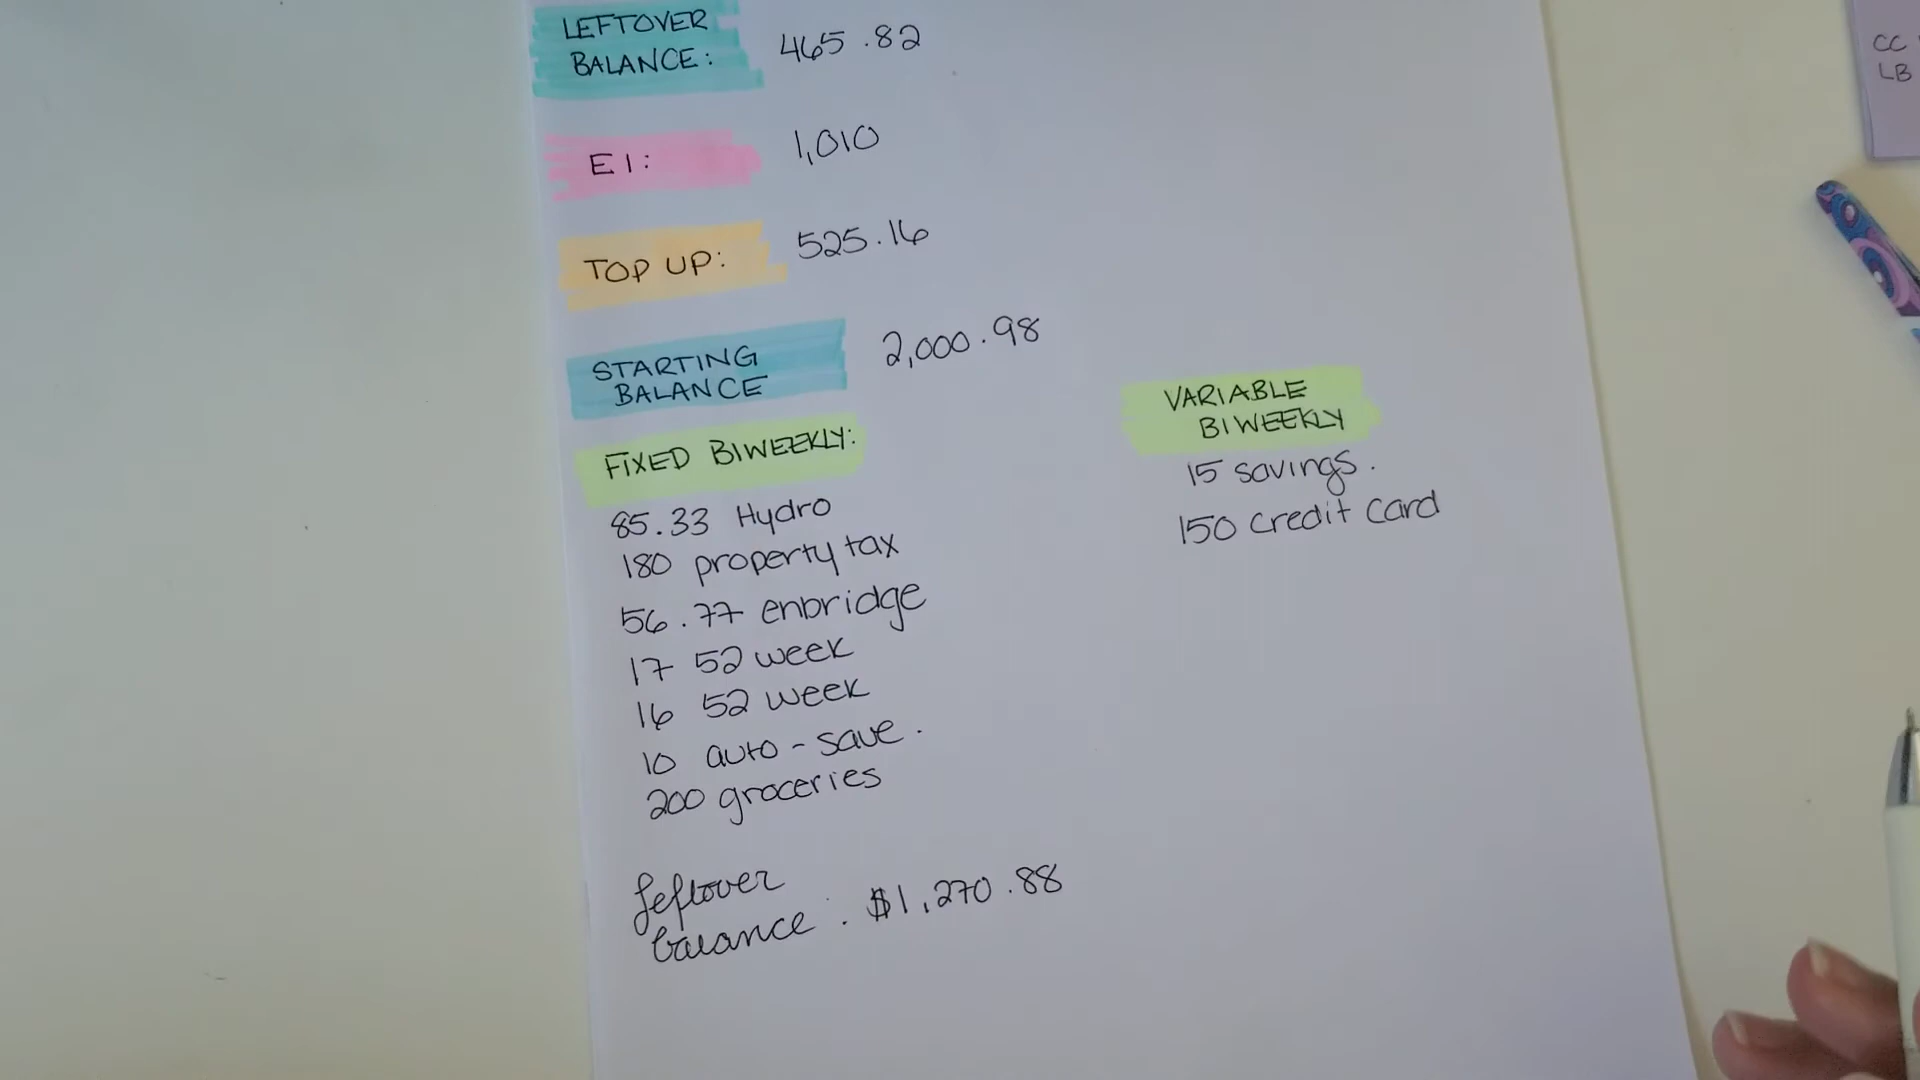 LEFTOVER
BALANCE: 465.82
EI: 1,010
TOP UP: 525.16
STARTING
BALANCE 2,000.98
FIXED BIWEEKLY:
85.33 Hydro
180 property tax
56.77 enbridge
17 52 week
16 52 week
10 auto-save.
200 groceries
leftover
balance: $1,270.88
VARIABLE
BIWEEKLY
15 savings.
150 credit card
CC
LB